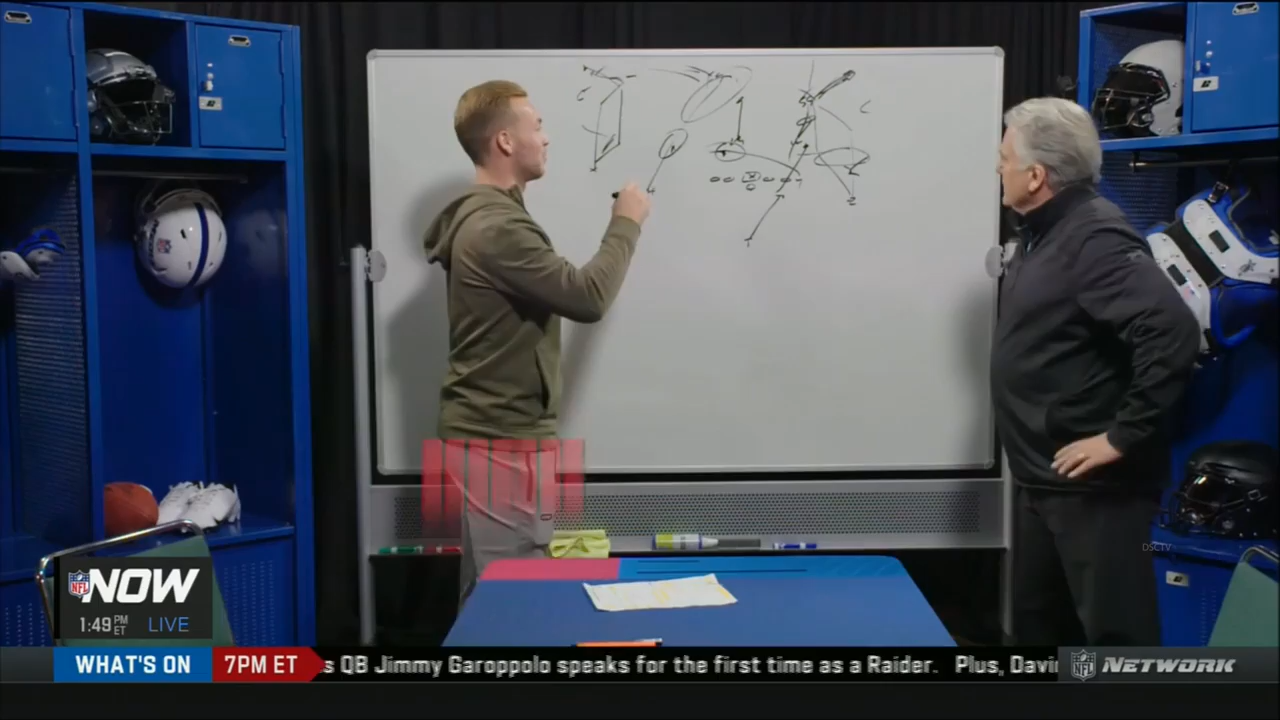 DSCTV
NFL NOW
1:49 PM ET LIVE
WHAT'S ON 7PM ET s QB Jimmy Garoppolo speaks for the first time as a Raider. Plus, Davi NFL NETWORK